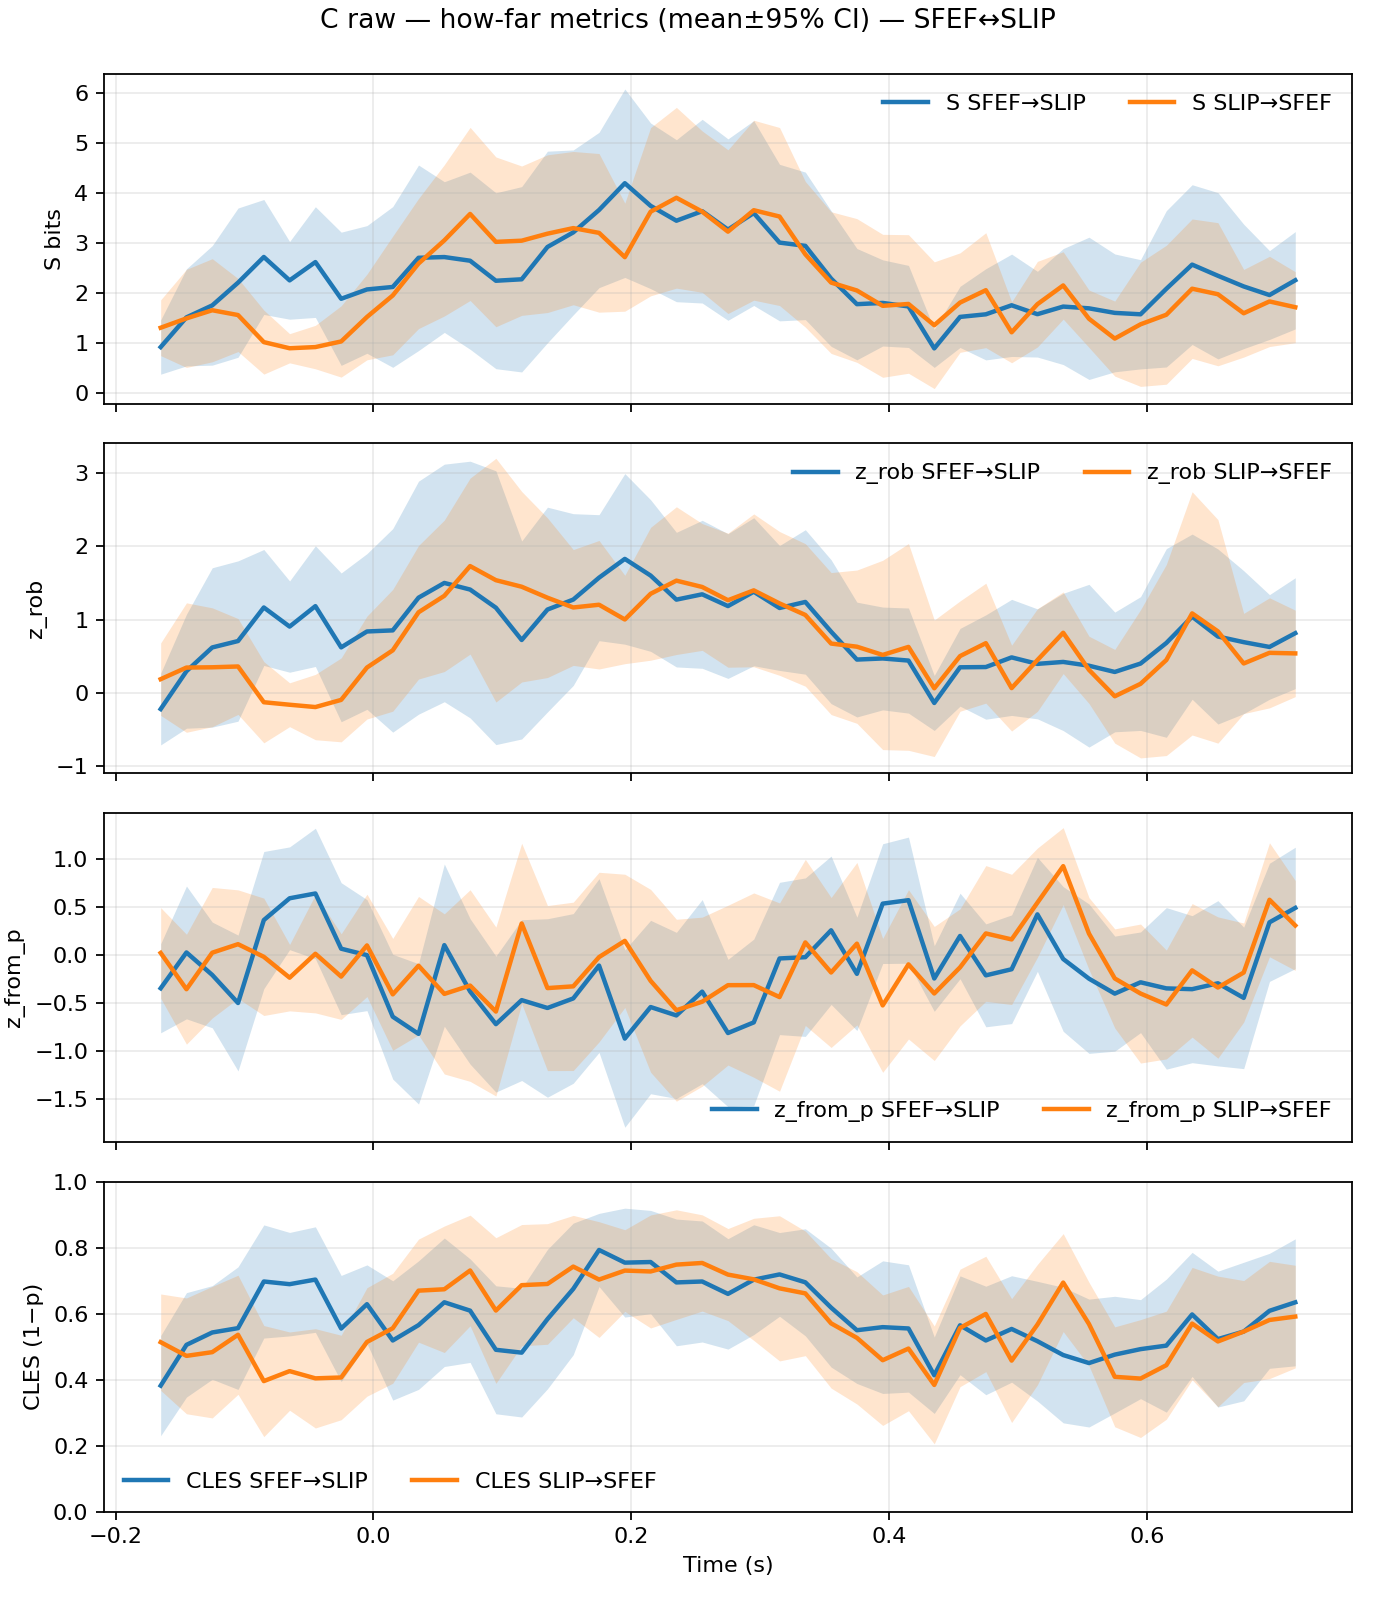 C raw — how-far metrics (mean±95% CI) — SFEF↔SLIP
S SFEF→SLIP S SLIP→SFEF
S bits
6
5
4
3
2
1
0
z_rob SFEF→SLIP z_rob SLIP→SFEF
z_rob
3
2
1
0
−1
z_from_p
1.0
0.5
0.0
−0.5
−1.0
−1.5
z_from_p SFEF→SLIP z_from_p SLIP→SFEF
CLES (1−p)
1.0
0.8
0.6
0.4
0.2
0.0
CLES SFEF→SLIP CLES SLIP→SFEF
−0.2 0.0 0.2 0.4 0.6
Time (s)